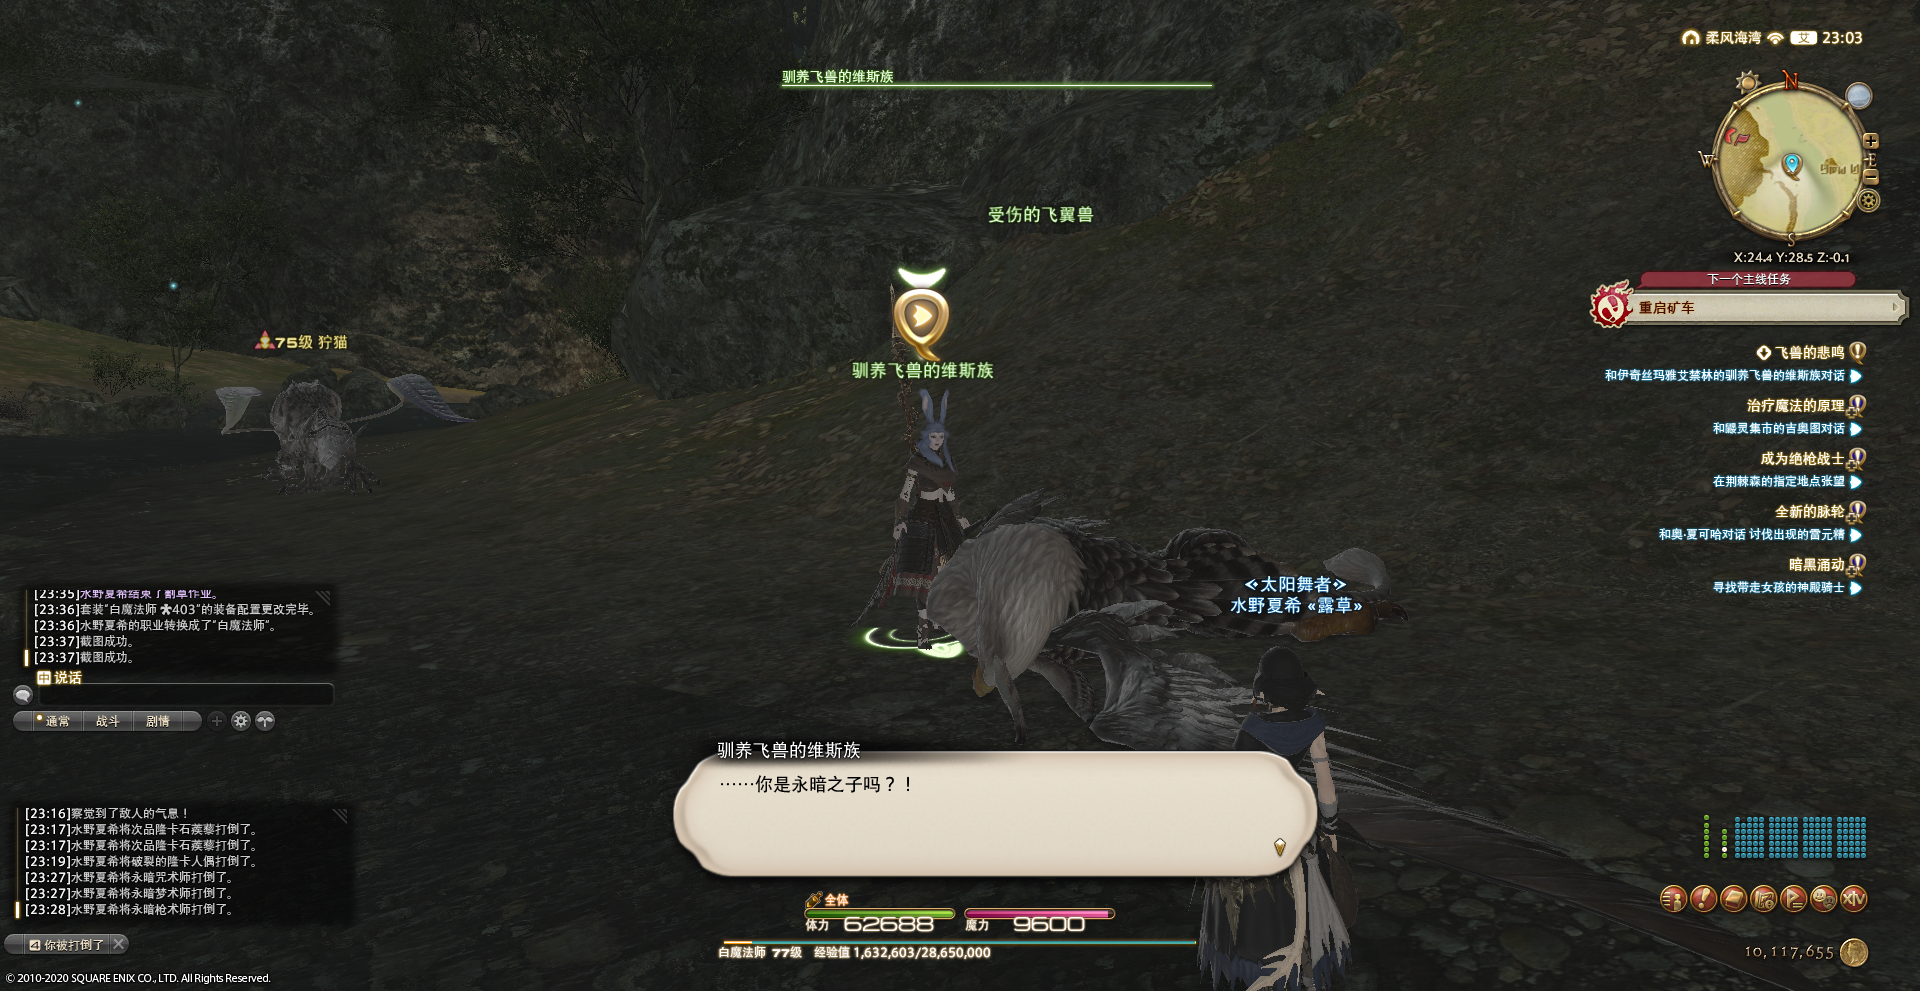 柔风海湾 艾 23:03
驯养飞兽的维斯族
N
W
E
S
X:24.4 Y:28.5 Z:-0.1
受伤的飞翼兽
下一个主线任务
重启矿车
75级 狞猫
驯养飞兽的维斯族
飞兽的悲鸣
和伊奇丝玛雅艾禁林的驯养飞兽的维斯族对话
治疗魔法的原理
和鼹灵集市的吉奥图对话
成为绝枪战士
在荆棘森的指定地点张望
全新的脉轮
和奥·夏可哈对话 讨伐出现的雷元精
暗黑涌动
寻找带走女孩的神殿骑士
太阳舞者
水野夏希 «露草»
[23:35]水野夏希结束了割草作业。
[23:36]套装“白魔法师 403”的装备配置更改完毕。
[23:36]水野夏希的职业转换成了“白魔法师”。
[23:37]截图成功。
[23:37]截图成功。
中 说话
通常 战斗 剧情
驯养飞兽的维斯族
……你是永暗之子吗？！
[23:16]察觉到了敌人的气息！
[23:17]水野夏希将次品隆卡石蒺藜打倒了。
[23:17]水野夏希将次品隆卡石蒺藜打倒了。
[23:19]水野夏希将破裂的隆卡人偶打倒了。
[23:27]水野夏希将永暗咒术师打倒了。
[23:27]水野夏希将永暗梦术师打倒了。
[23:28]水野夏希将永暗枪术师打倒了。
4 你被打倒了
全体
体力 62688 魔力 9600
白魔法师 77级 经验值 1,632,603/28,650,000
XIV
10,117,655
© 2010-2020 SQUARE ENIX CO., LTD. All Rights Reserved.